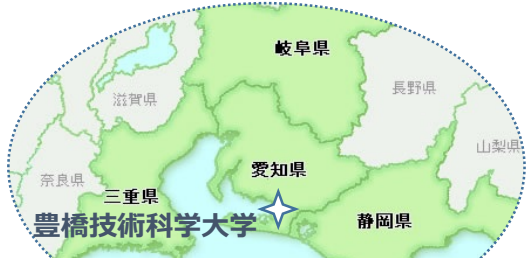 岐阜県
長野県
滋賀県
山梨県
愛知県
奈良県
三重県
静岡県
豊橋技術科学大学